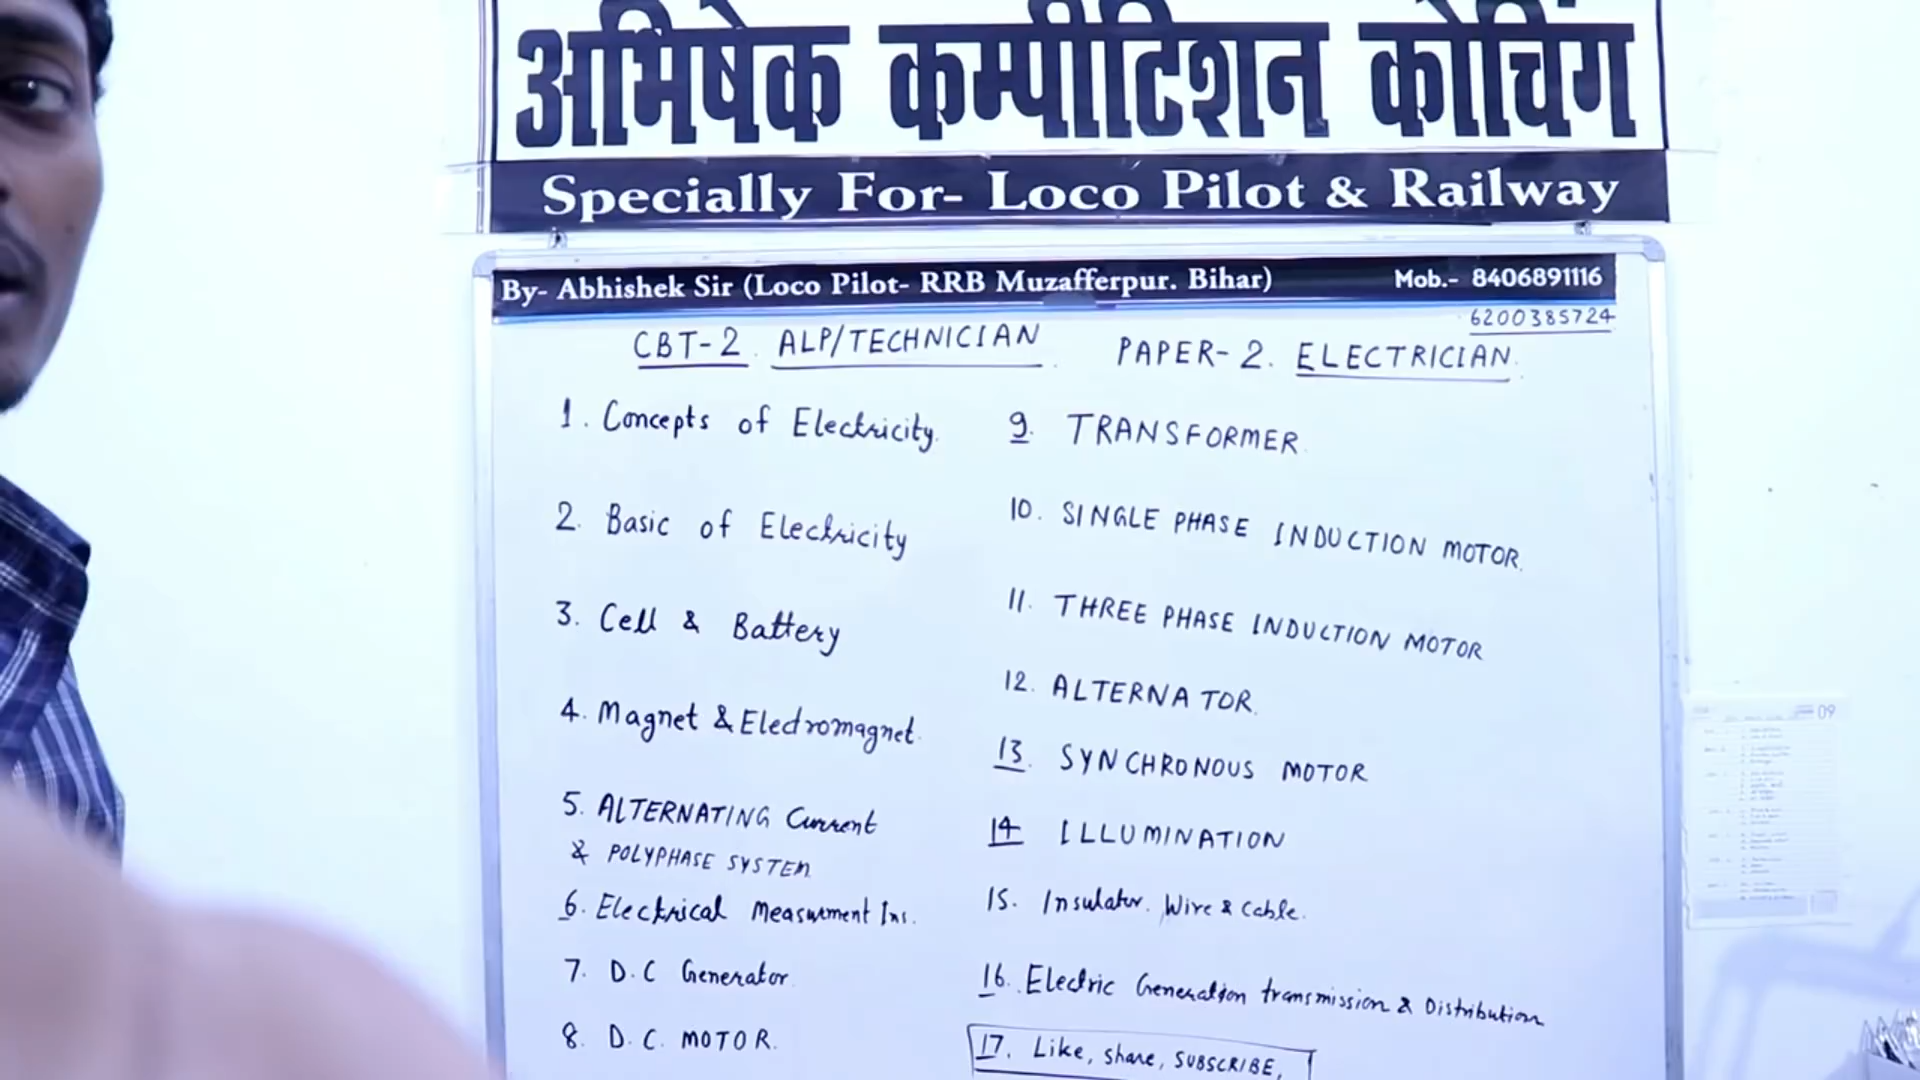 अभिषेक कम्पीटिशन कोचिंग
Specially For- Loco Pilot & Railway
By- Abhishek Sir (Loco Pilot- RRB Muzafferpur. Bihar) Mob.- 8406891116
6200385724
CBT-2. ALP/TECHNICIAN. PAPER-2. ELECTRICIAN.
1. Concepts of Electricity.
2. Basic of Electricity
3. Cell & Battery
4. Magnet & Electromagnet.
5. ALTERNATING Current
& POLYPHASE SYSTEM
6. Electrical Measurment Ins.
7. D.C Generator.
8. D.C. MOTOR.
9. TRANSFORMER.
10. SINGLE PHASE INDUCTION MOTOR.
11. THREE PHASE INDUCTION MOTOR
12. ALTERNATOR.
13. SYNCHRONOUS MOTOR
14 ILLUMINATION
15. Insulator. Wire & Cable.
16. Electric Generation transmission & Distribution
17. Like, share, SUBSCRIBE,
09